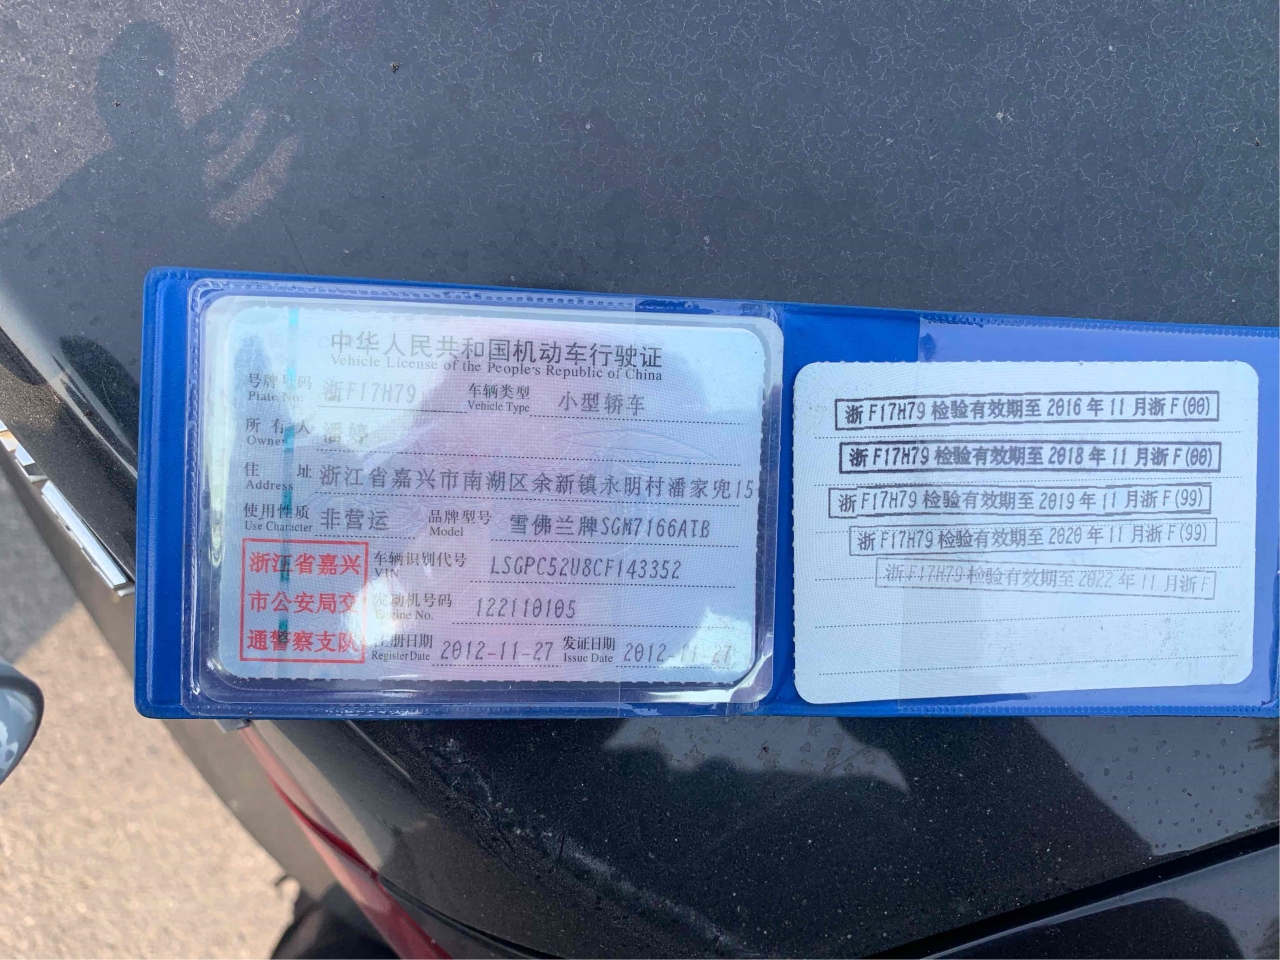 中华人民共和国机动车行驶证
Vehicle License of the People's Republic of China
号牌号码 浙F17H79 车辆类型 小型轿车
Plate No. Vehicle Type
所有人 潘婷
Owner
住址 浙江省嘉兴市南湖区余新镇永明村潘家兜15
Address
使用性质 非营运 品牌型号 雪佛兰牌SGM7166ATB
Use Character Model
浙江省嘉兴
市公安局交
通警察支队
车辆识别代号 LSGPC52U8CF143352
VIN
发动机号码 122110105
Engine No.
注册日期 2012-11-27 发证日期 2012-11-27
Register Date Issue Date
浙F17H79检验有效期至2016年11月浙F(00)
浙F17H79检验有效期至2018年11月浙F(00)
浙F17H79检验有效期至2019年11月浙F(99)
浙F17H79检验有效期至2020年11月浙F(99)
浙F17H79检验有效期至2022年11月浙F